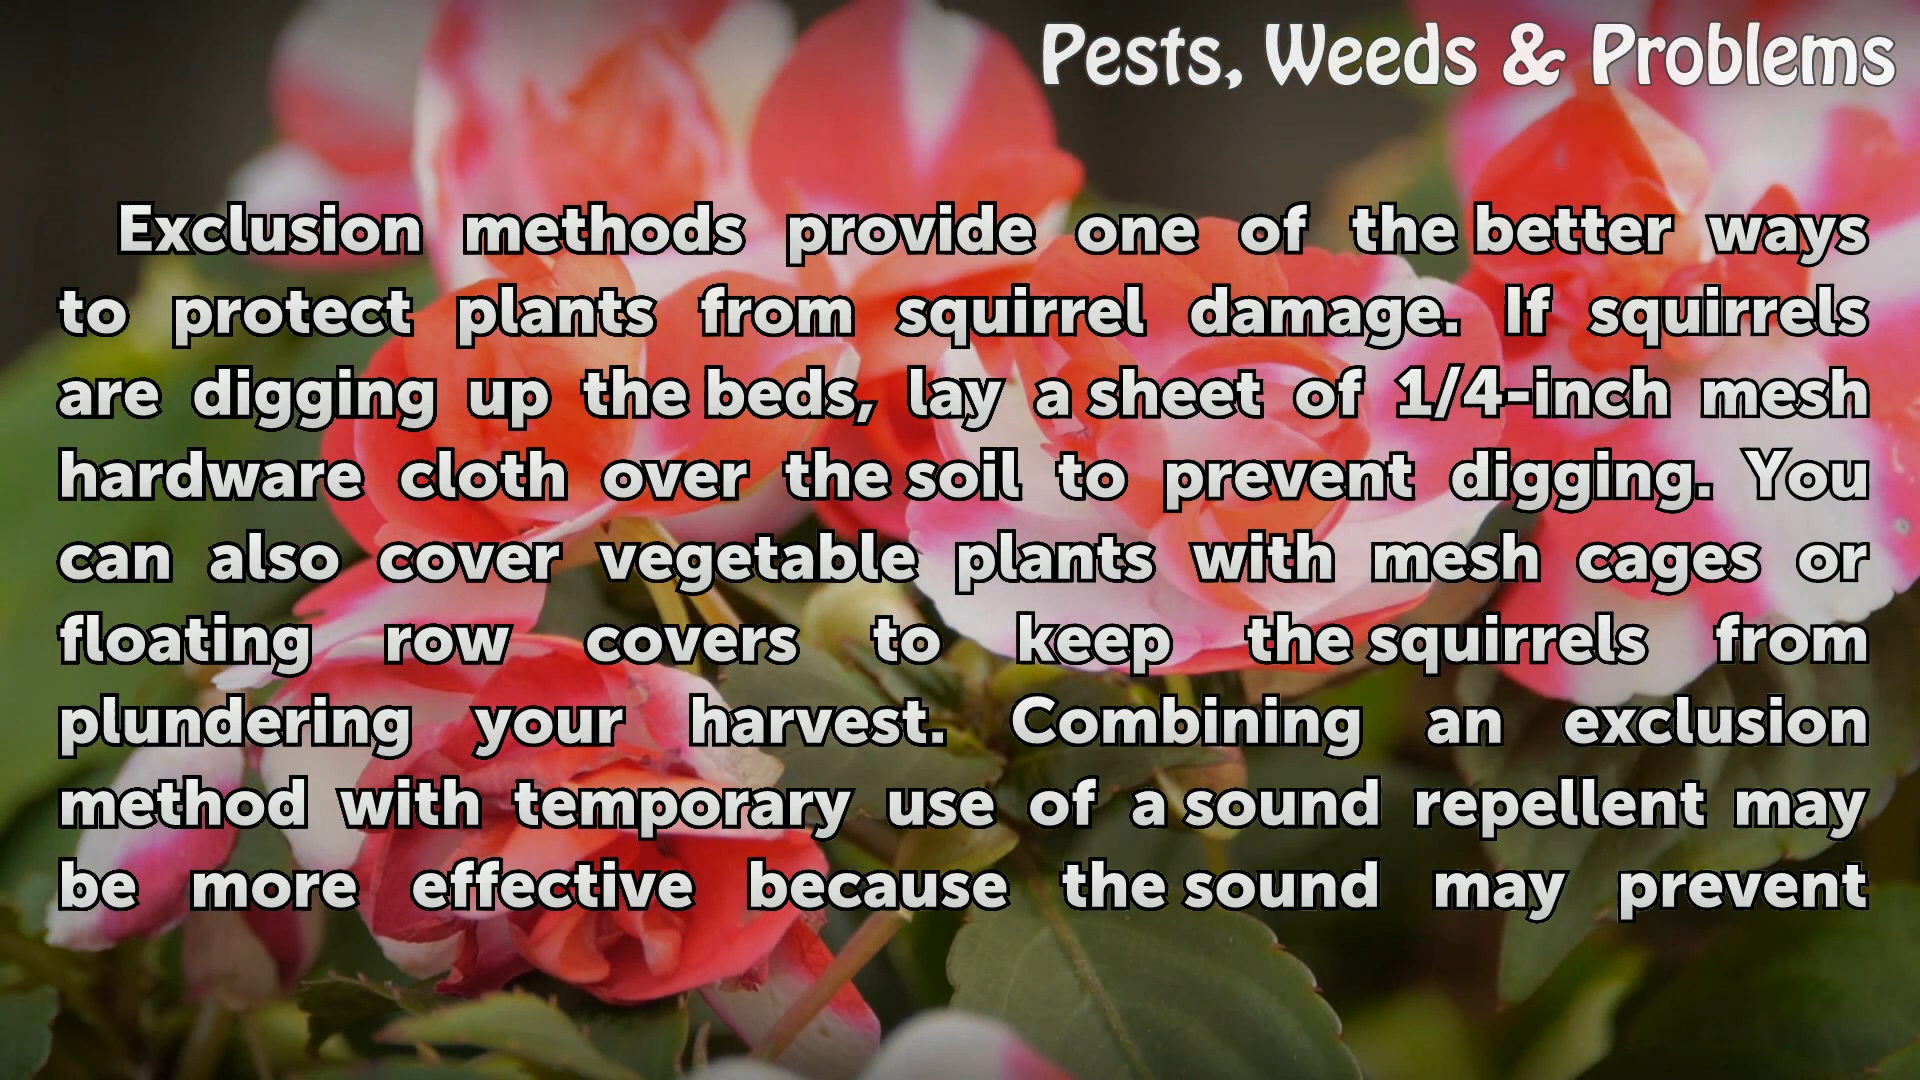 Pests, Weeds & Problems
Exclusion methods provide one of the better ways
to protect plants from squirrel damage. If squirrels
are digging up the beds, lay a sheet of 1/4-inch mesh
hardware cloth over the soil to prevent digging. You
can also cover vegetable plants with mesh cages or
floating row covers to keep the squirrels from
plundering your harvest. Combining an exclusion
method with temporary use of a sound repellent may
be more effective because the sound may prevent